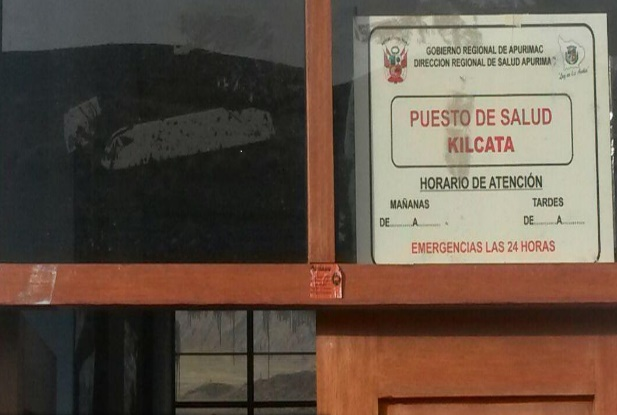 GOBIERNO REGIONAL DE APURIMAC
DIRECCION REGIONAL DE SALUD APURIMA
PUESTO DE SALUD
KILCATA
HORARIO DE ATENCIÓN
MAÑANAS TARDES
DE......A........ DE......A........
EMERGENCIAS LAS 24 HORAS